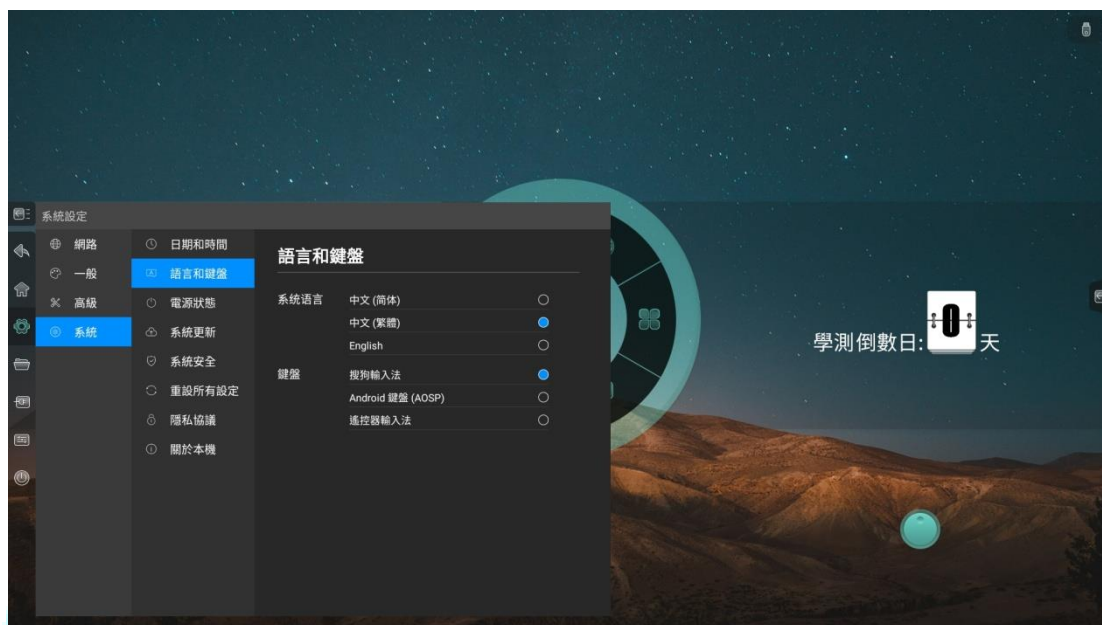 系統設定
網路
一般
高級
系統
日期和時間
語言和鍵盤
電源狀態
系統更新
系統安全
重設所有設定
隱私協議
關於本機
語言和鍵盤
系统语言
中文 (简体)
中文 (繁體)
English
鍵盤
搜狗輸入法
Android 鍵盤 (AOSP)
遙控器輸入法
學測倒數日: 0 天